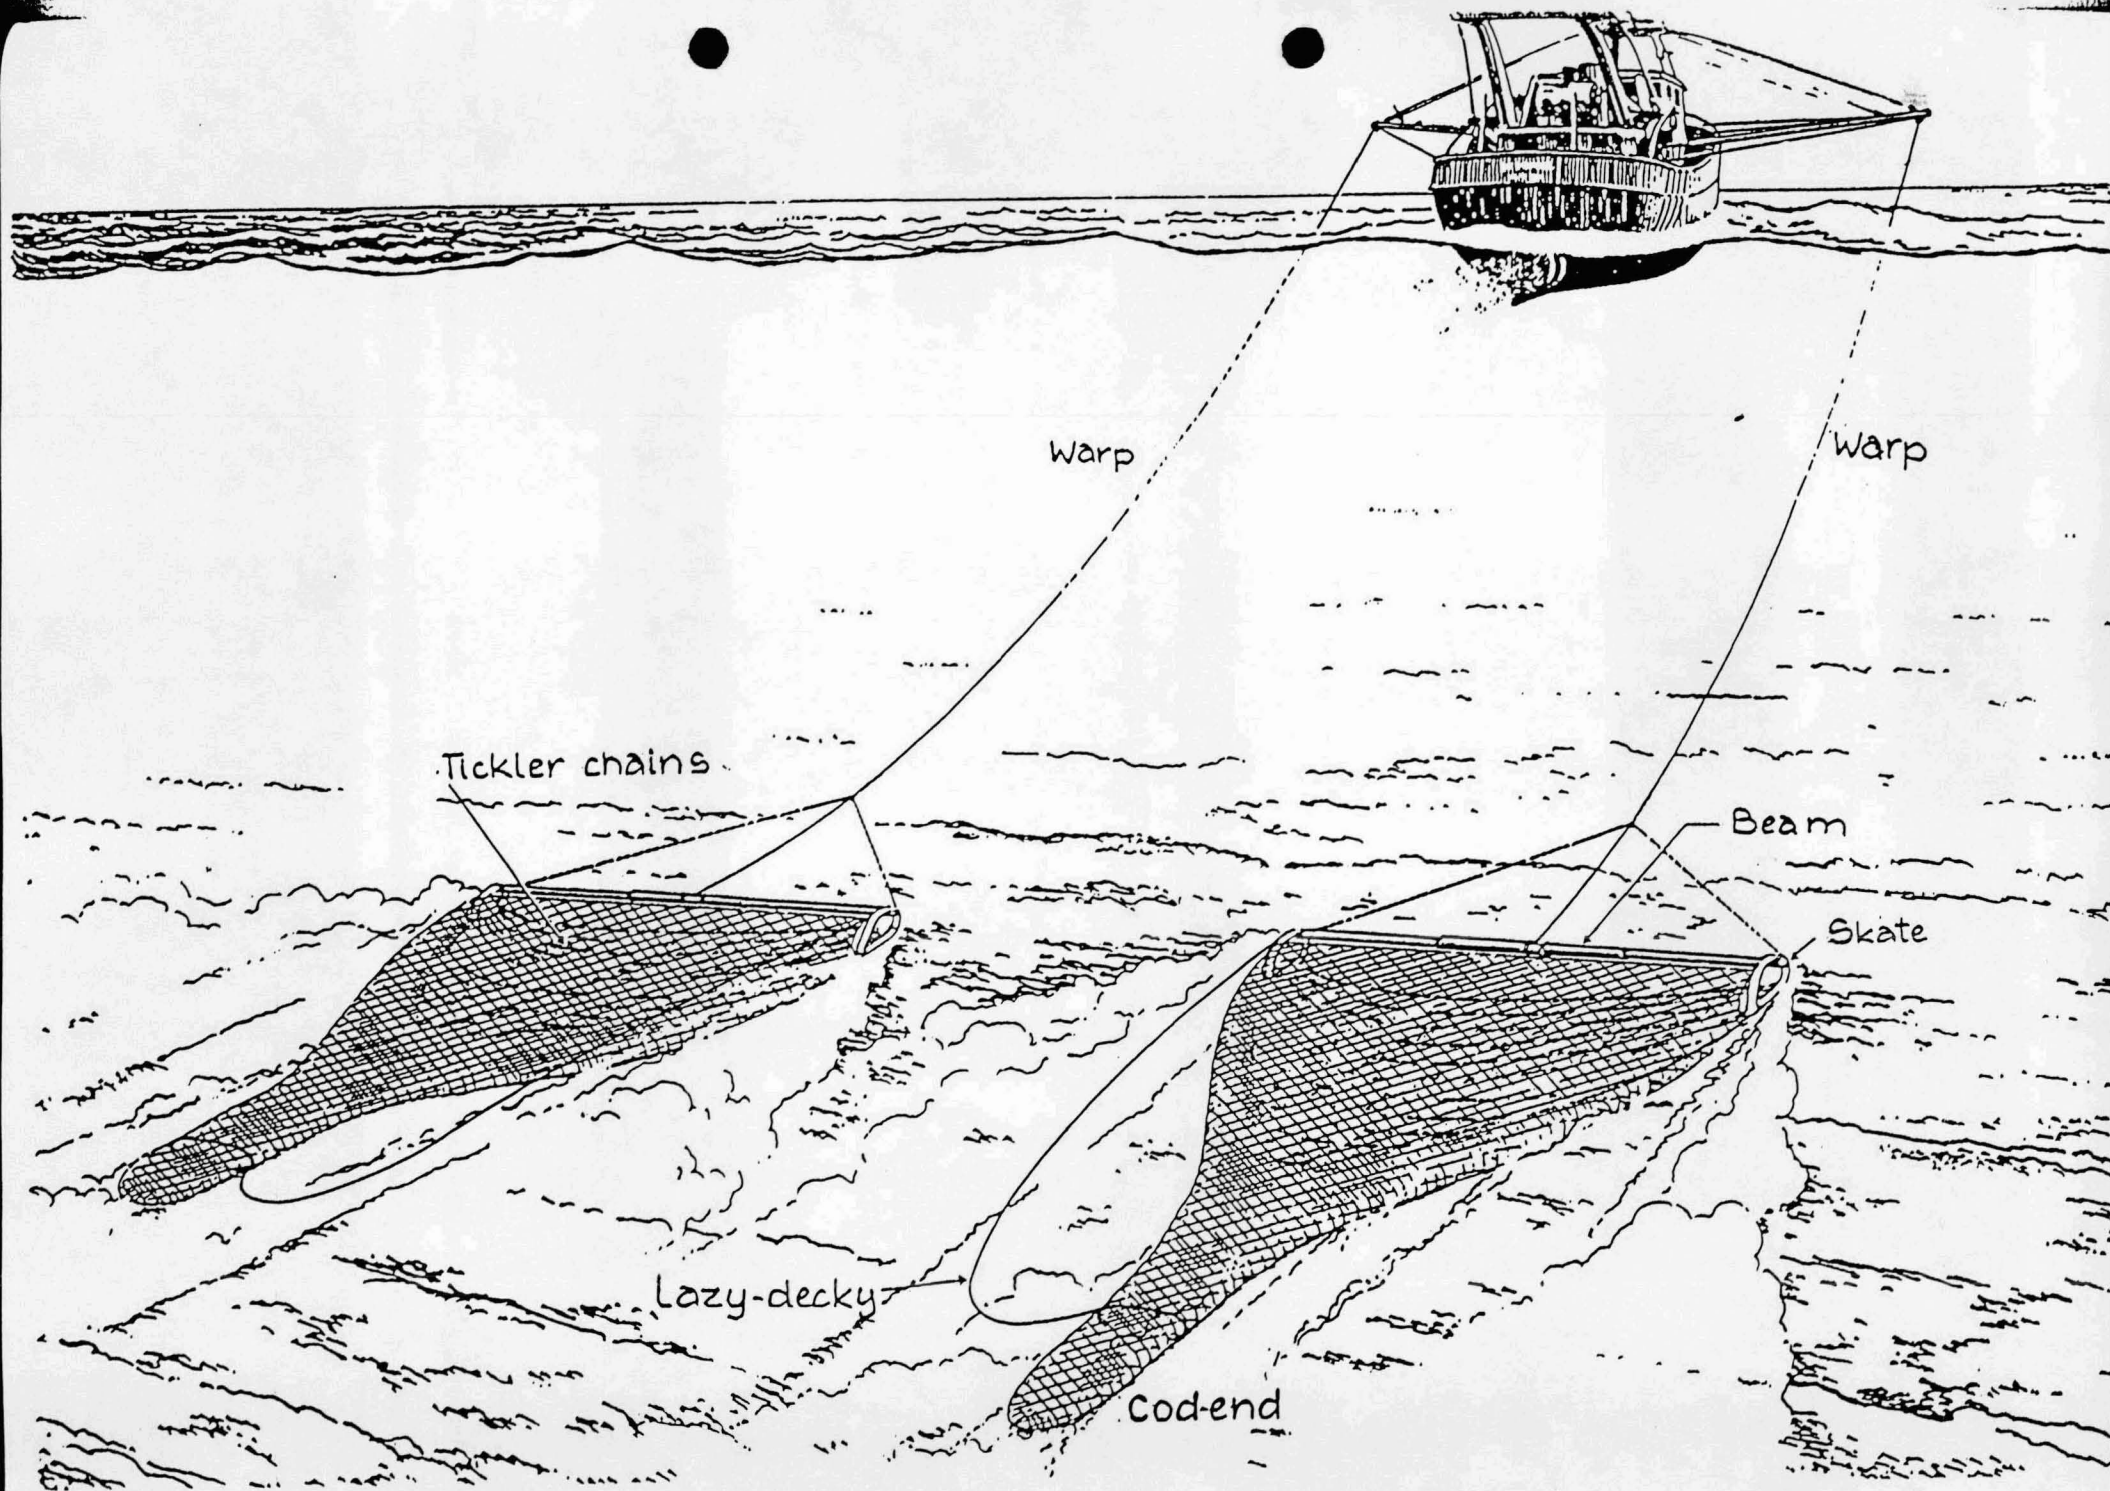 Warp
Warp
Tickler chains
Beam
Skate
Lazy-decky
Cod-end